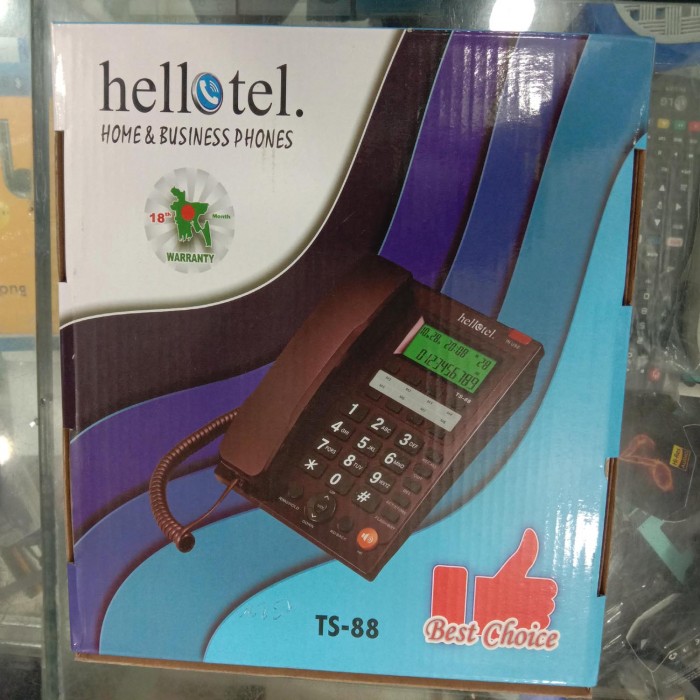 hellotel.
HOME & BUSINESS PHONES
18th Month
WARRANTY
hellotel.
0123456789
TS-88
1 2 ABC 3 DEF
4 GHI 5 JKL 6 MNO
7 PQRS 8 TUV 9 WXYZ
* 0 #
TS-88
Best Choice